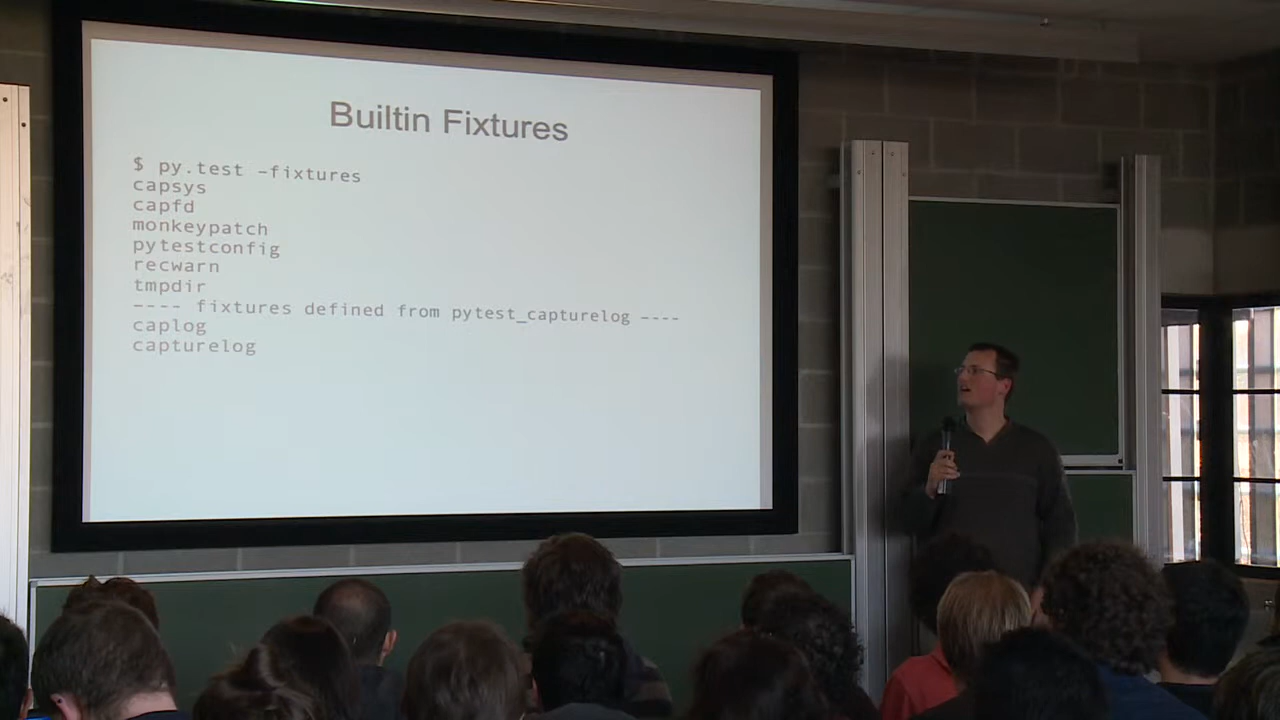 Builtin Fixtures
$ py.test –fixtures
capsys
capfd
monkeypatch
pytestconfig
recwarn
tmpdir
---- fixtures defined from pytest_capturelog ----
caplog
capturelog